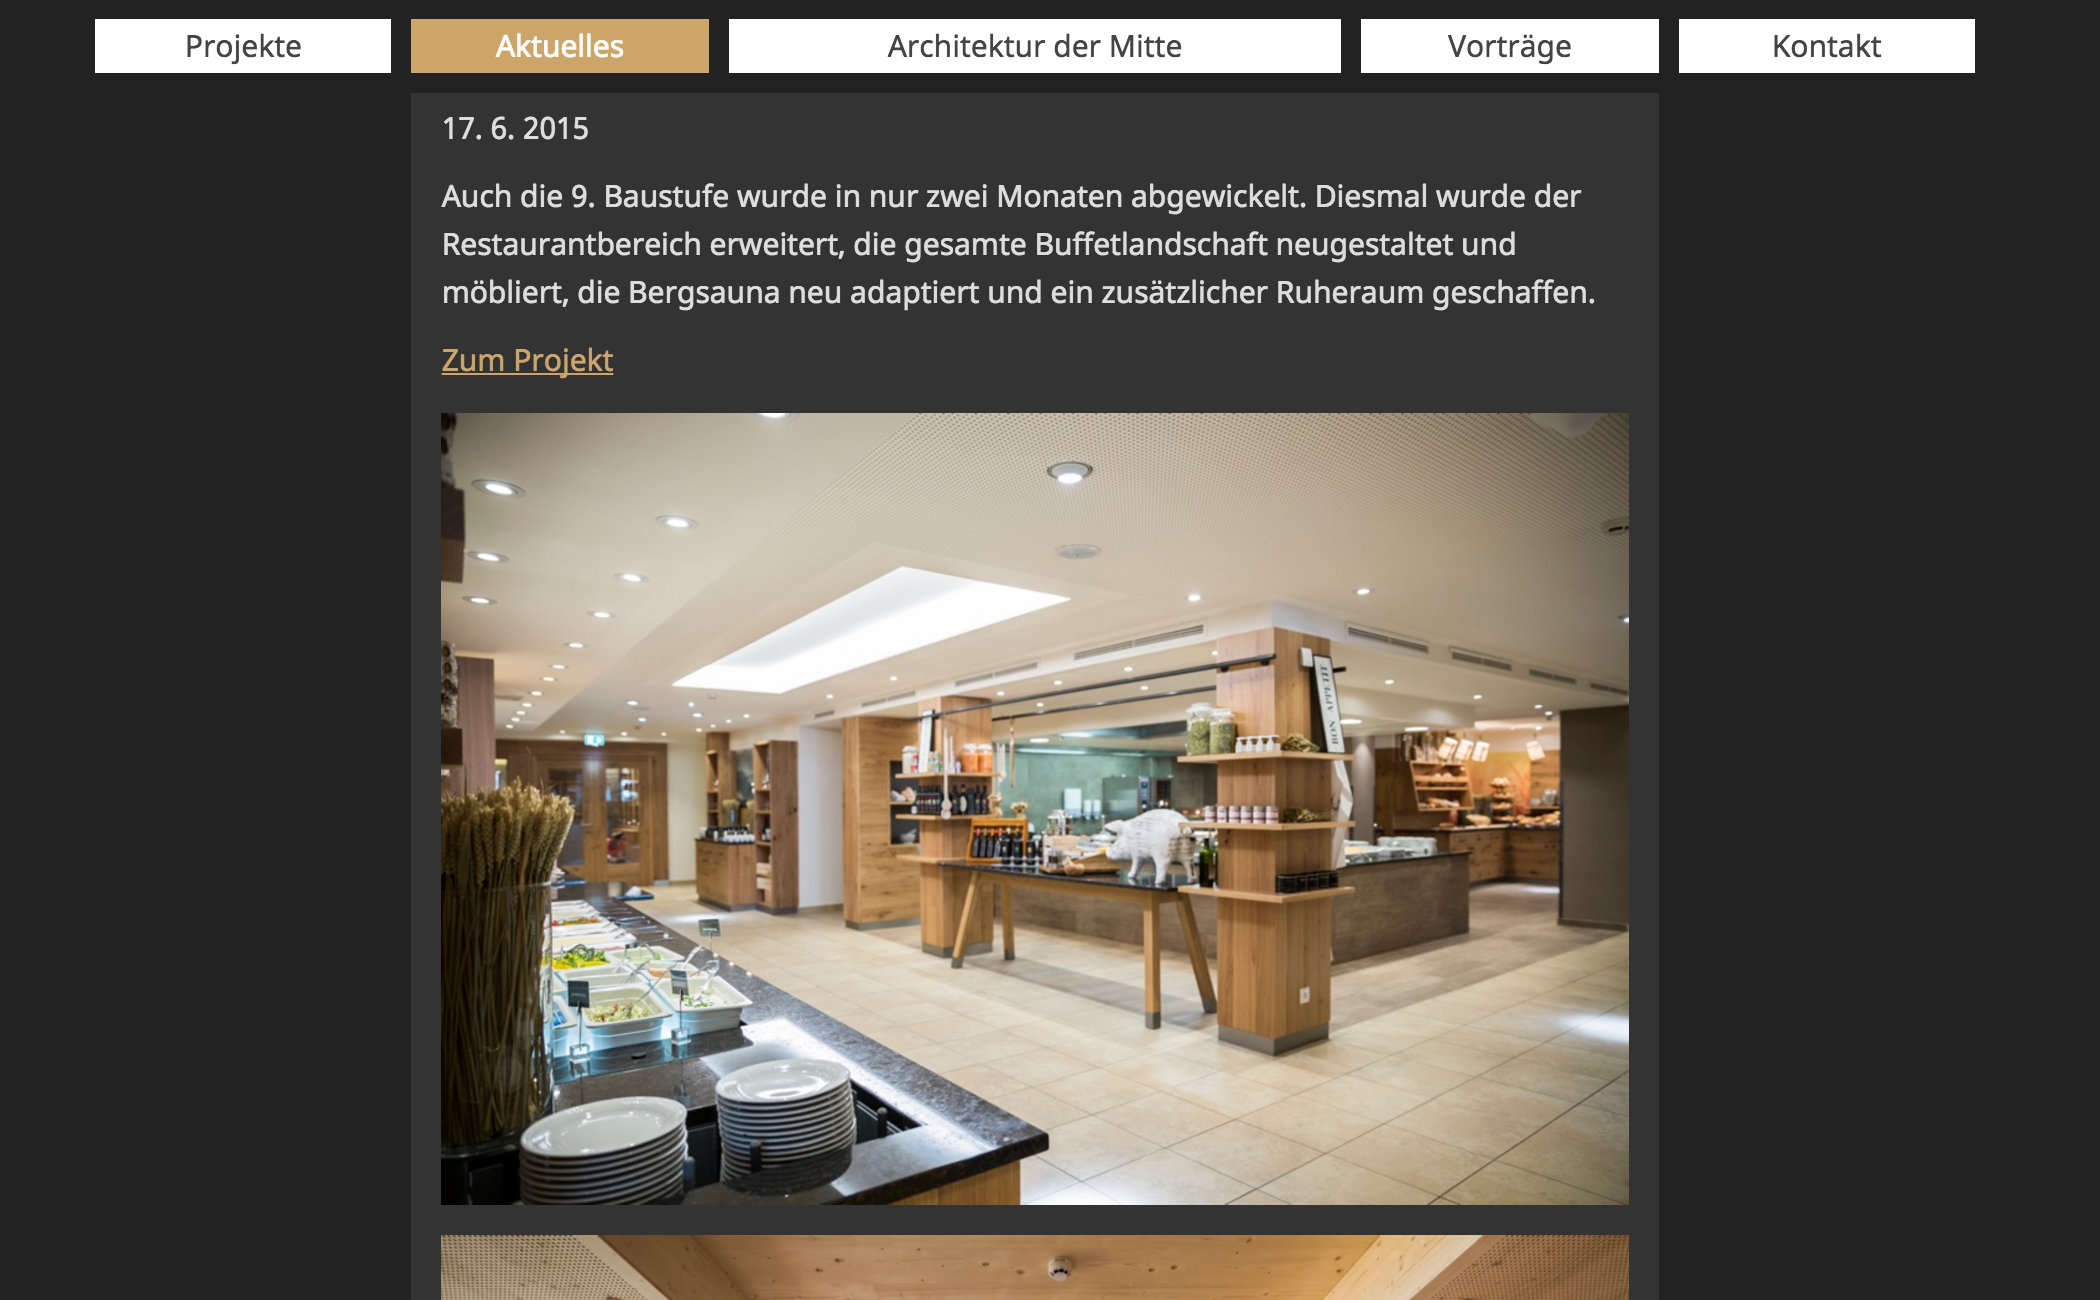 Projekte
Aktuelles
Architektur der Mitte
Vorträge
Kontakt
17. 6. 2015
Auch die 9. Baustufe wurde in nur zwei Monaten abgewickelt. Diesmal wurde der
Restaurantbereich erweitert, die gesamte Buffetlandschaft neugestaltet und
möbliert, die Bergsauna neu adaptiert und ein zusätzlicher Ruheraum geschaffen.
Zum Projekt
BON APPETIT